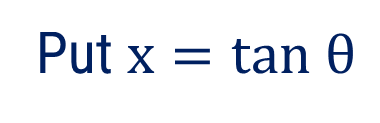 Put x = tan θ